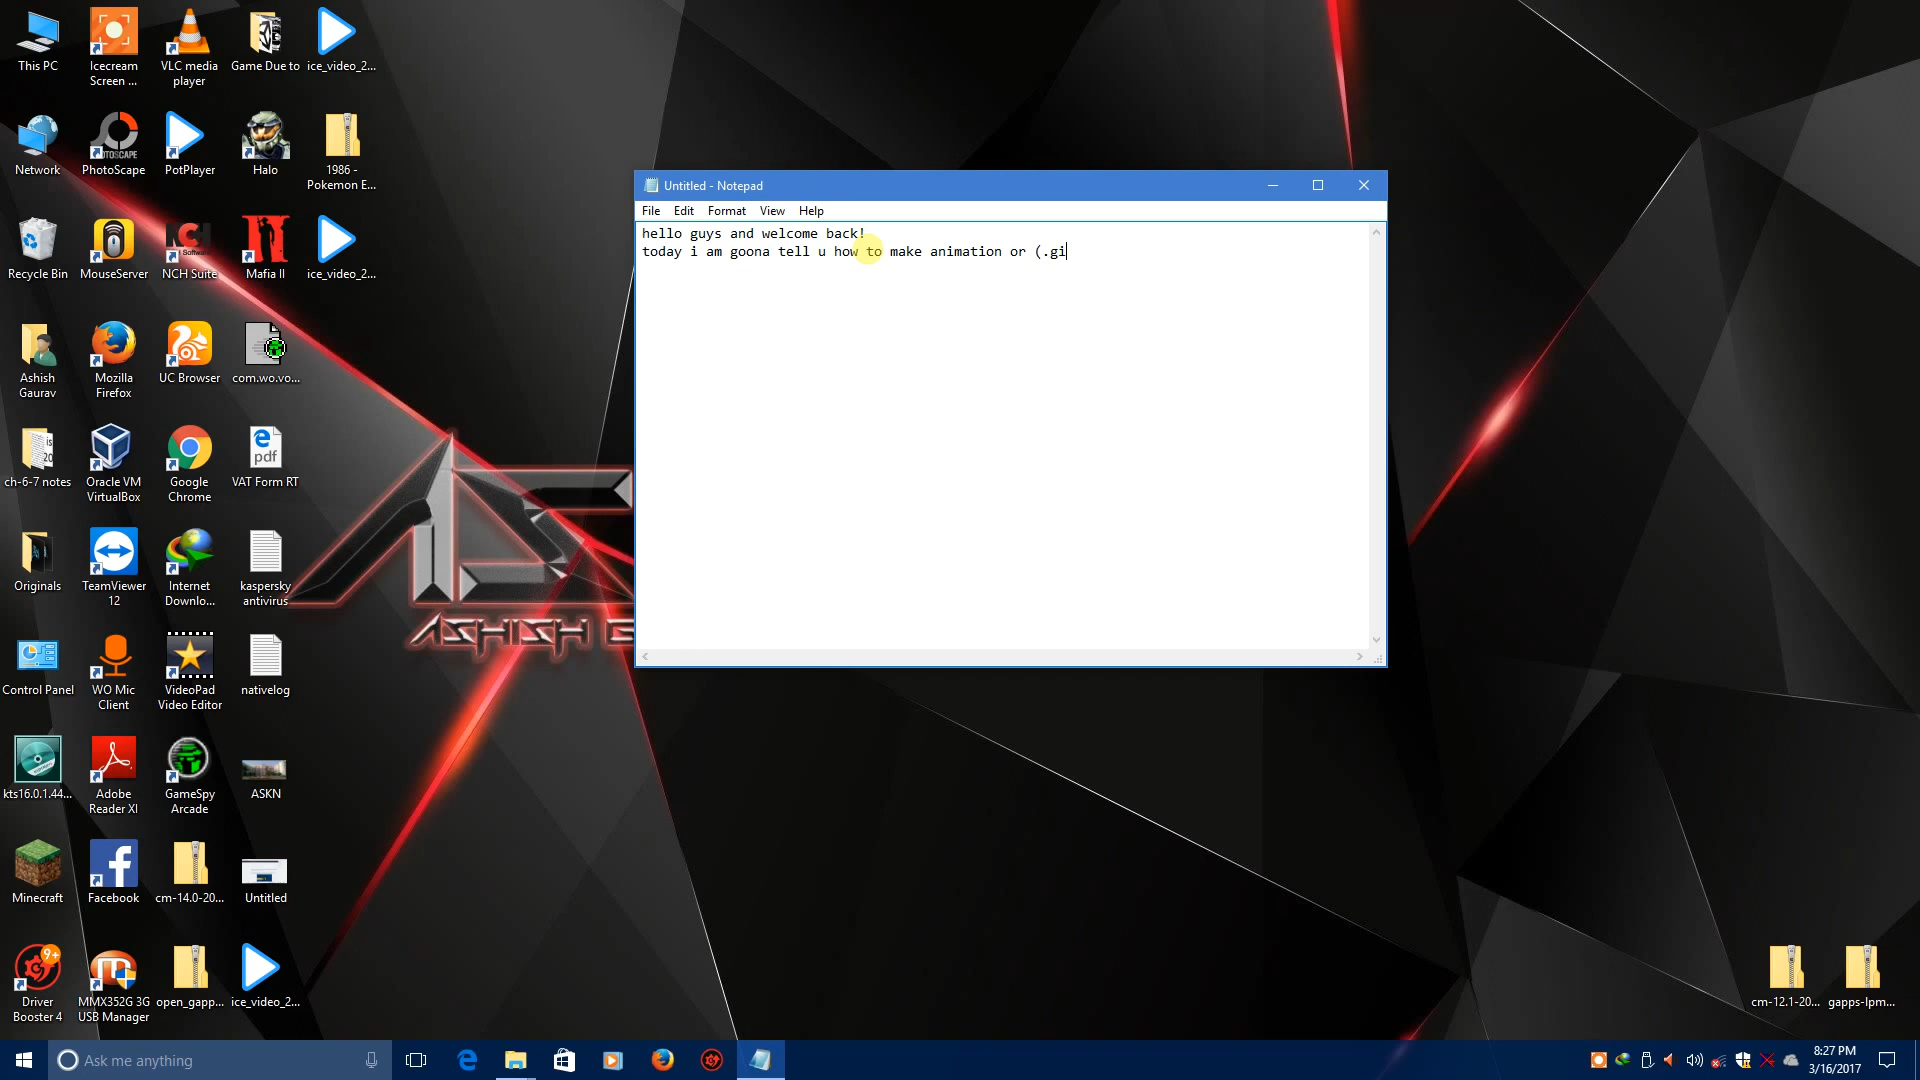 This PC
Icecream
Screen ...
VLC media
player
Game Due to
ice_video_2...
Network
PHOTOSCAPE
PhotoScape
PotPlayer
Halo
1986 -
Pokemon E...
Recycle Bin
MouseServer
NCH
Software
NCH Suite
Mafia II
ice_video_2...
Ashish
Gaurav
Mozilla
Firefox
UC Browser
com.wo.vo...
ch-6-7 notes
Oracle VM
VirtualBox
Google
Chrome
pdf
VAT Form RT
Originals
TeamViewer
12
Internet
Downlo...
kaspersky
antivirus
Control Panel
WO Mic
Client
VideoPad
Video Editor
nativelog
kts16.0.1.44...
Adobe
Reader XI
GameSpy
Arcade
ASKN
Minecraft
Facebook
cm-14.0-20...
Untitled
9+
Driver
Booster 4
MMX352G 3G
USB Manager
open_gapp...
ice_video_2...
ASHISH G
Untitled - Notepad
File Edit Format View Help
hello guys and welcome back!
today i am goona tell u how to make animation or (.gi
cm-12.1-20...
gapps-lpm...
Ask me anything
8:27 PM
3/16/2017